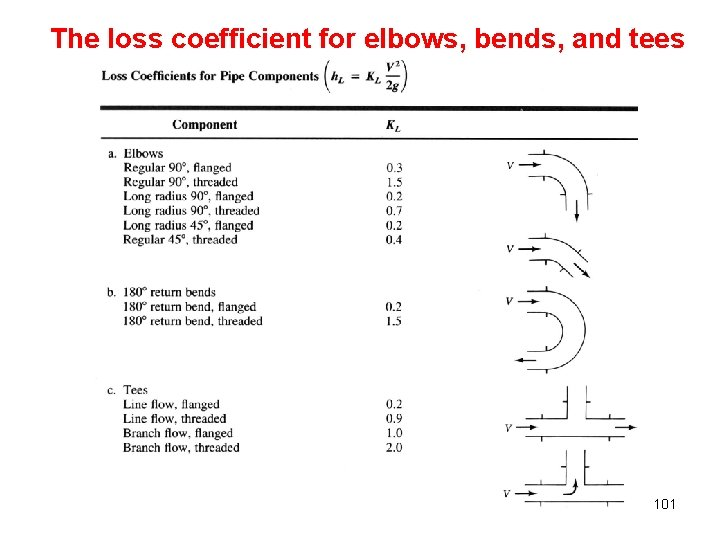 The loss coefficient for elbows, bends, and tees
Loss Coefficients for Pipe Components (h_L = K_L V²/2g)
Component K_L
a. Elbows
Regular 90°, flanged 0.3
Regular 90°, threaded 1.5
Long radius 90°, flanged 0.2
Long radius 90°, threaded 0.7
Long radius 45°, flanged 0.2
Regular 45°, threaded 0.4
V
V
b. 180° return bends
180° return bend, flanged 0.2
180° return bend, threaded 1.5
V
c. Tees
Line flow, flanged 0.2
Line flow, threaded 0.9
Branch flow, flanged 1.0
Branch flow, threaded 2.0
V
V
101